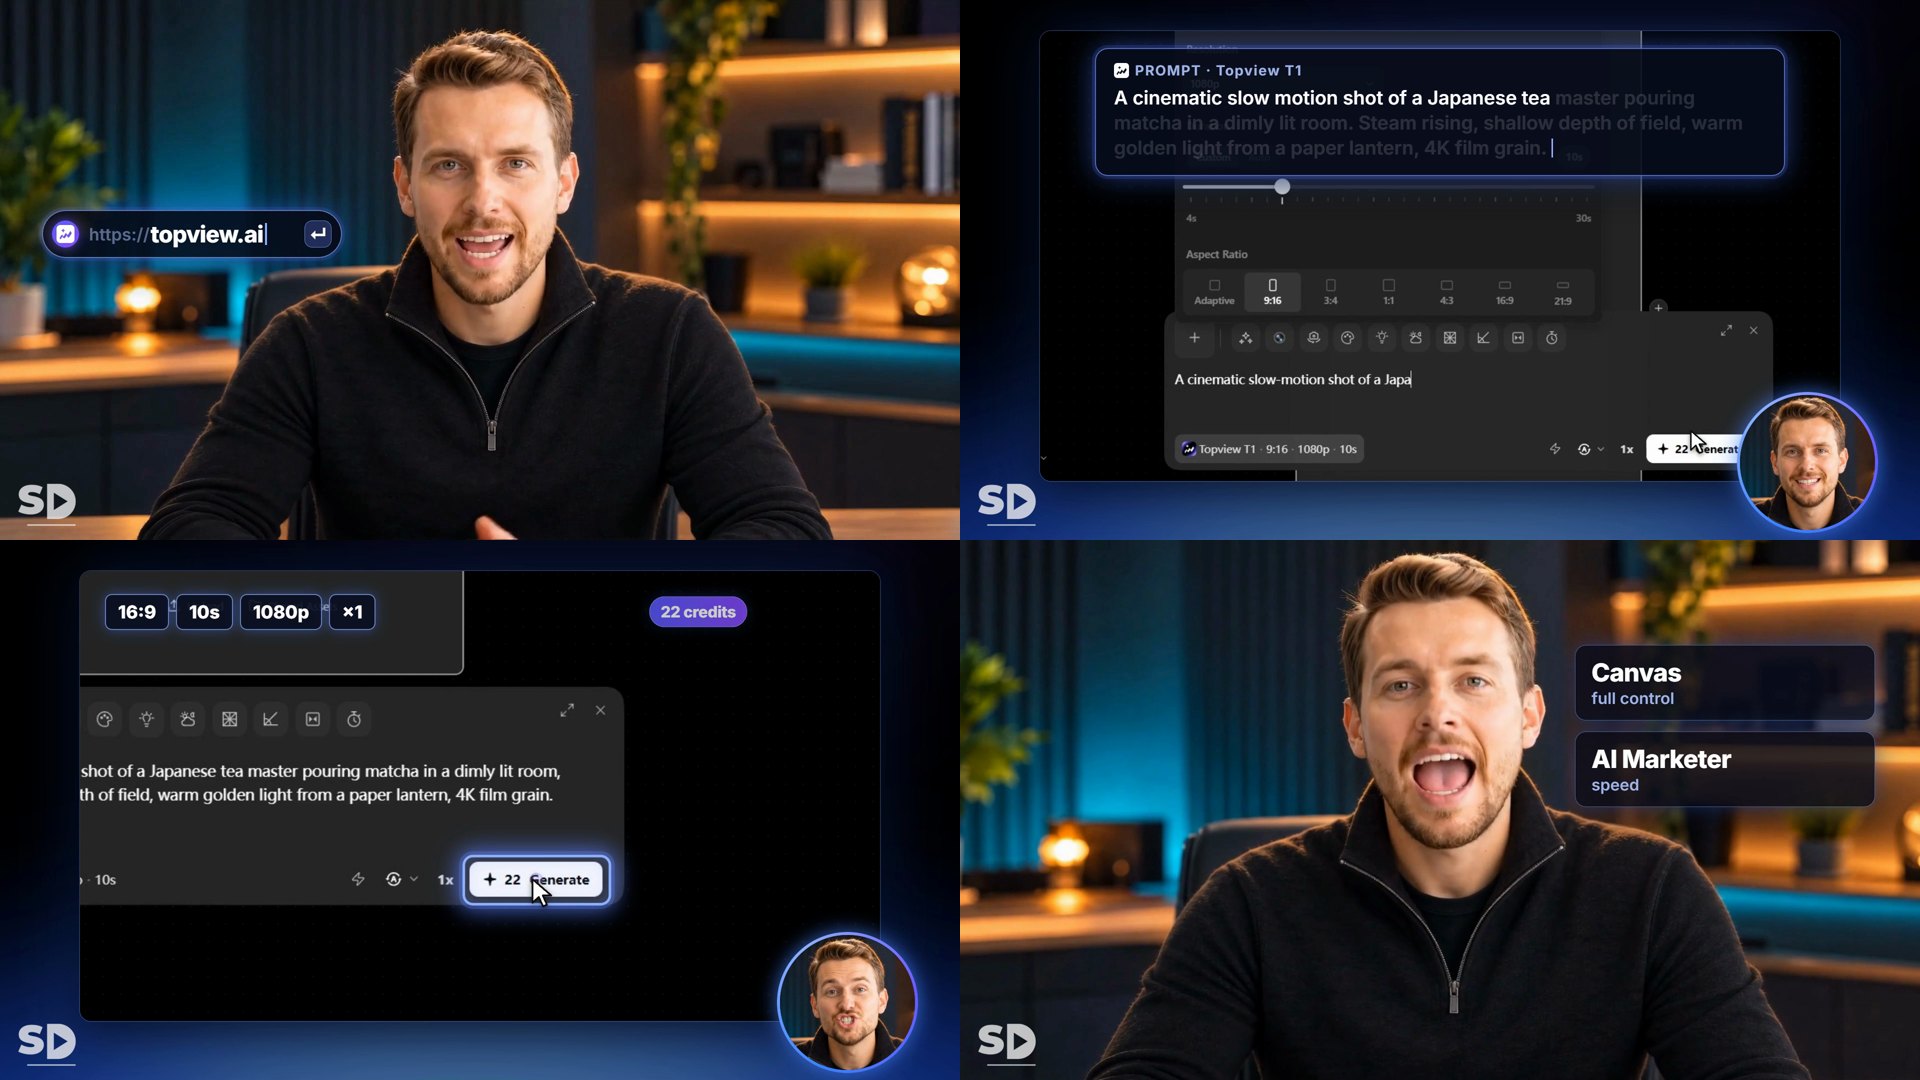 https://topview.ai
SD
PROMPT · Topview T1
A cinematic slow motion shot of a Japanese tea master pouring
matcha in a dimly lit room. Steam rising, shallow depth of field, warm
golden light from a paper lantern, 4K film grain.
Resolution
1080p
10s
4s
30s
Aspect Ratio
Adaptive
9:16
3:4
1:1
4:3
16:9
21:9
A cinematic slow-motion shot of a Japa
Topview T1 · 9:16 · 1080p · 10s
1x
22
SD
16:9
10s
1080p
×1
22 credits
shot of a Japanese tea master pouring matcha in a dimly lit room,
th of field, warm golden light from a paper lantern, 4K film grain.
· 10s
1x
22 Generate
SD
Canvas
full control
AI Marketer
speed
SD